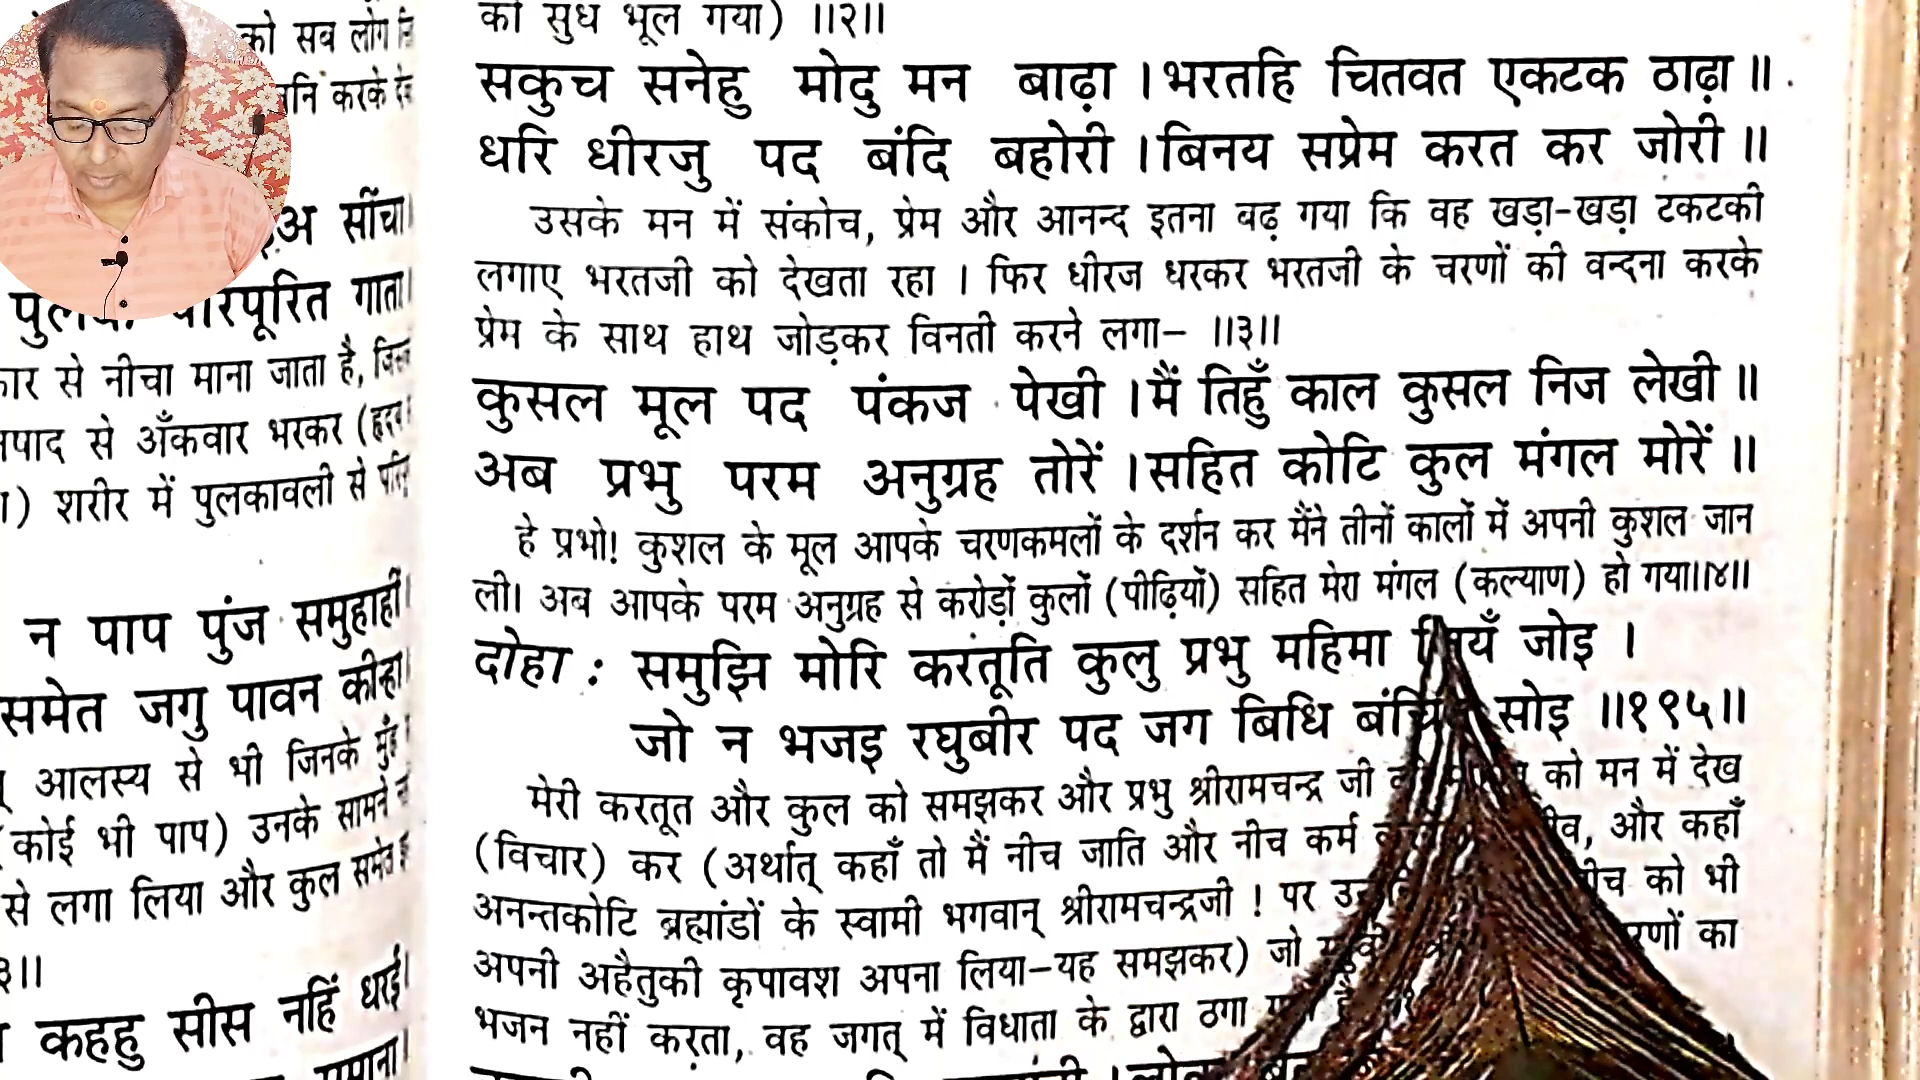 को सब लोग
करके
सींचा।
परिपूरित गाता।
से नीचा माना जाता है,
से अँकवार भरकर
शरीर में पुलकावली से
न पाप पुंज समुहाहीं।
समेत जगु पावन कीन्हा।
आलस्य से भी जिनके मुँह
(कोई भी पाप) उनके सामने
से लगा लिया और कुल समेत
कहहु सीस नहिं धरई।
की सुध भूल गया) ॥२॥
सकुच सनेहु मोदु मन बाढ़ा । भरतहि चितवत एकटक ठाढ़ा ॥
धरि धीरजु पद बंदि बहोरी । बिनय सप्रेम करत कर जोरी ॥
उसके मन में संकोच, प्रेम और आनन्द इतना बढ़ गया कि वह खड़ा-खड़ा टकटकी
लगाए भरतजी को देखता रहा । फिर धीरज धरकर भरतजी के चरणों की वन्दना करके
प्रेम के साथ हाथ जोड़कर विनती करने लगा– ॥३॥
कुसल मूल पद पंकज पेखी । मैं तिहुँ काल कुसल निज लेखी ॥
अब प्रभु परम अनुग्रह तोरें । सहित कोटि कुल मंगल मोरें ॥
हे प्रभो! कुशल के मूल आपके चरणकमलों के दर्शन कर मैंने तीनों कालों में अपनी कुशल जान
ली। अब आपके परम अनुग्रह से करोड़ों कुलों (पीढ़ियों) सहित मेरा मंगल (कल्याण) हो गया॥४॥
दोहा : समुझि मोरि करतूति कुलु प्रभु महिमा जियँ जोइ ।
जो न भजइ रघुबीर पद जग बिधि बंचित सोइ ॥१९५॥
मेरी करतूत और कुल को समझकर और प्रभु श्रीरामचन्द्र जी को मन में देख
(विचार) कर (अर्थात् कहाँ तो मैं नीच जाति और नीच कर्म और कहाँ
अनन्तकोटि ब्रह्मांडों के स्वामी भगवान् श्रीरामचन्द्रजी ! पर को भी
अपनी अहैतुकी कृपावश अपना लिया–यह समझकर) जो चरणों का
भजन नहीं करता, वह जगत् में विधाता के द्वारा ठगा